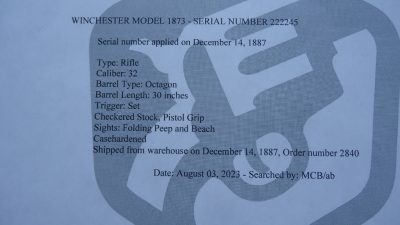 WINCHESTER MODEL 1873 - SERIAL NUMBER 222245
Serial number applied on December 14, 1887
Type: Rifle
Caliber: 32
Barrel Type: Octagon
Barrel Length: 30 inches
Trigger: Set
Checkered Stock, Pistol Grip
Sights: Folding Peep and Beach
Casehardened
Shipped from warehouse on December 14, 1887, Order number 2840
Date: August 03, 2023 - Searched by: MCB/ab